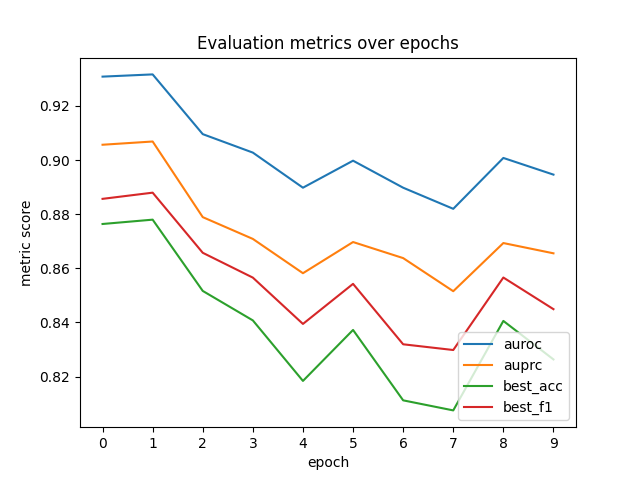 Evaluation metrics over epochs
metric score
0.92
0.90
0.88
0.86
0.84
0.82
auroc
auprc
best_acc
best_f1
0 1 2 3 4 5 6 7 8 9
epoch